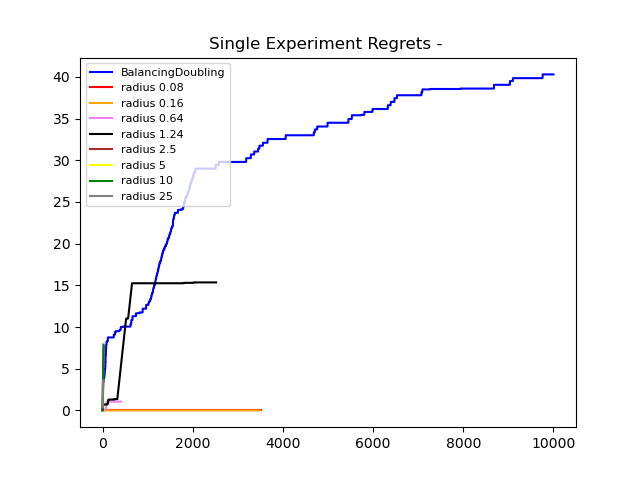 Single Experiment Regrets -
BalancingDoubling
radius 0.08
radius 0.16
radius 0.64
radius 1.24
radius 2.5
radius 5
radius 10
radius 25
40
35
30
25
20
15
10
5
0
0 2000 4000 6000 8000 10000